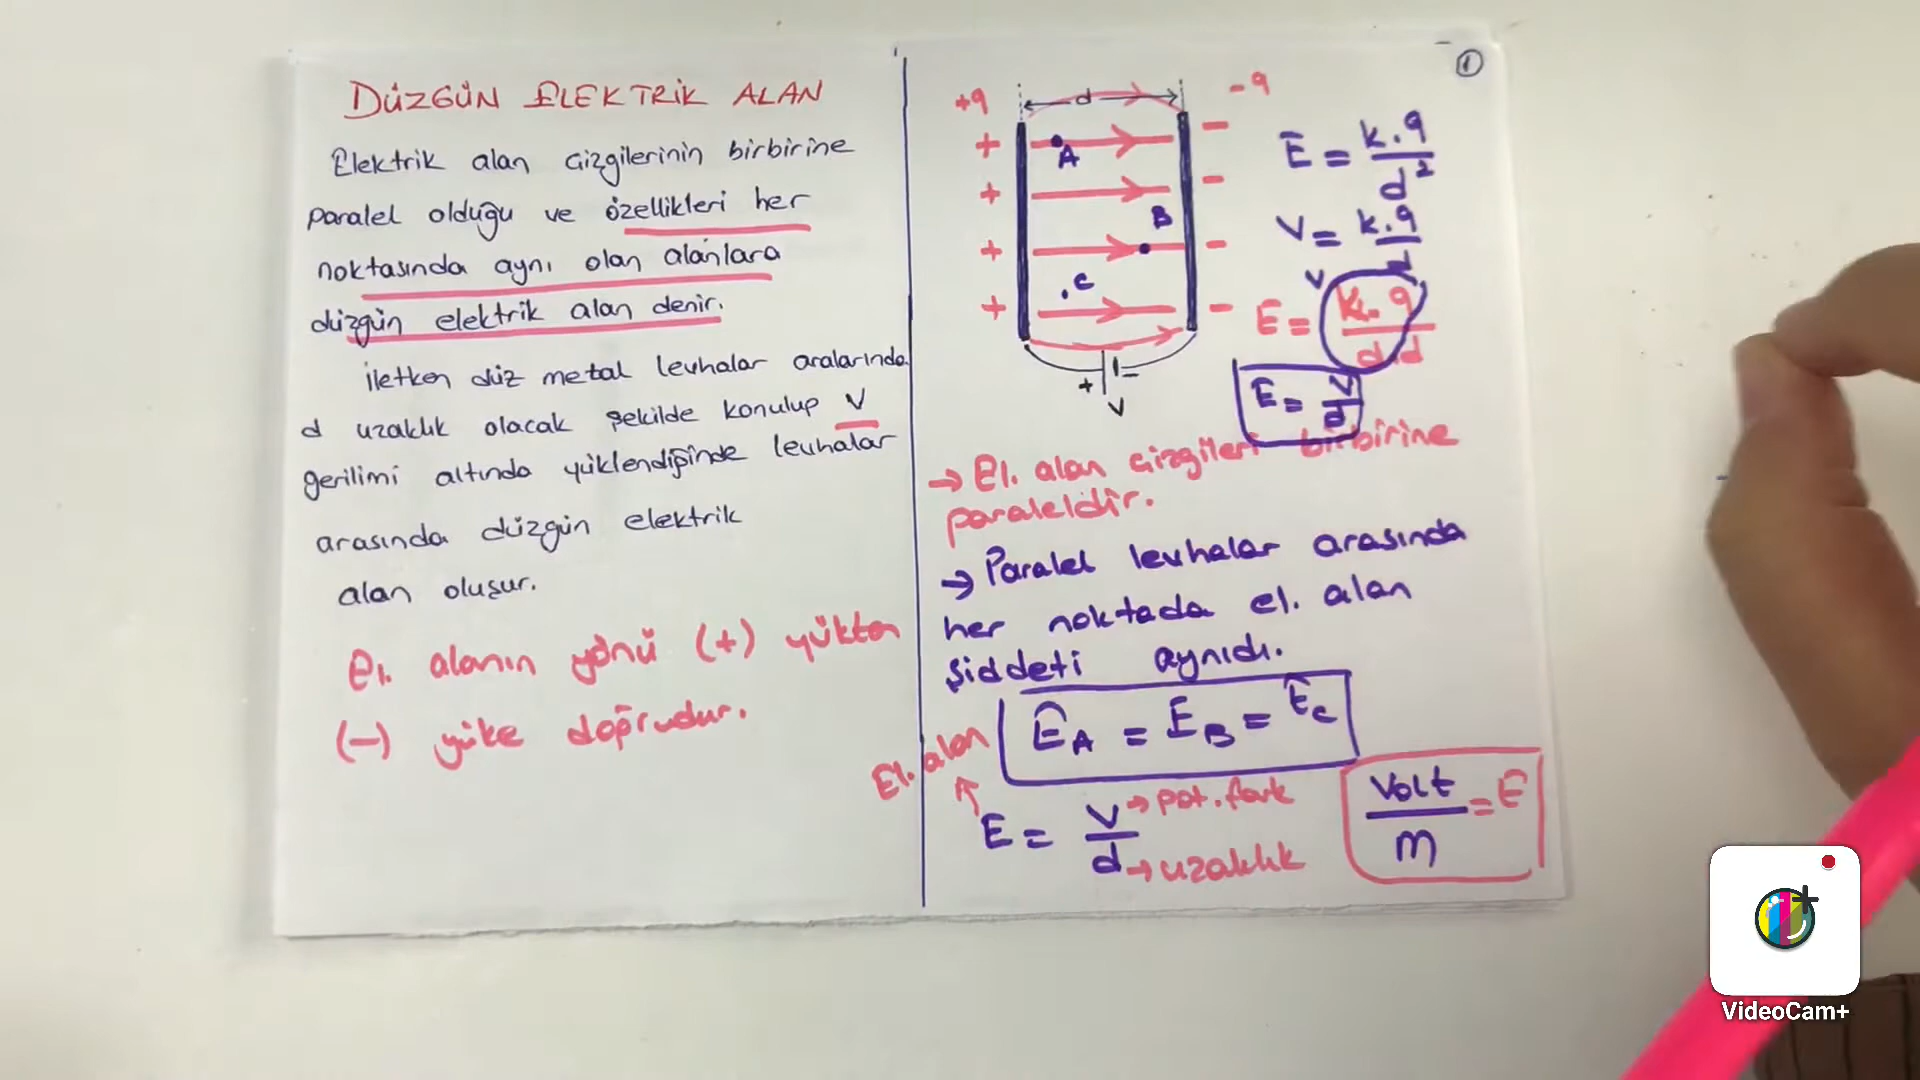 DÜZGÜN ELEKTRİK ALAN
Elektrik alan çizgilerinin birbirine
paralel olduğu ve özellikleri her
noktasında aynı olan alanlara
düzgün elektrik alan denir.
İletken düz metal levhalar aralarında
d uzaklık olacak şekilde konulup V
gerilimi altında yüklendiğinde levhalar
arasında düzgün elektrik
alan oluşur.
El. alanın yönü (+) yükten
(-) yüke doğrudur.
①
+q d -q
+ A -
+ -
B
+ -
C
+ -
+ -
V
E = k.q / d²
V = k.q / d
V
E = k.q / d.d
E = V / d
→ El. alan çizgileri birbirine
paraleldir.
→ Paralel levhalar arasında
her noktada el. alan
şiddeti aynıdı.
E_A = E_B = E_C
El. alan
E = V / d
→ pot. fark
→ uzaklık
Volt / m = E
VideoCam+